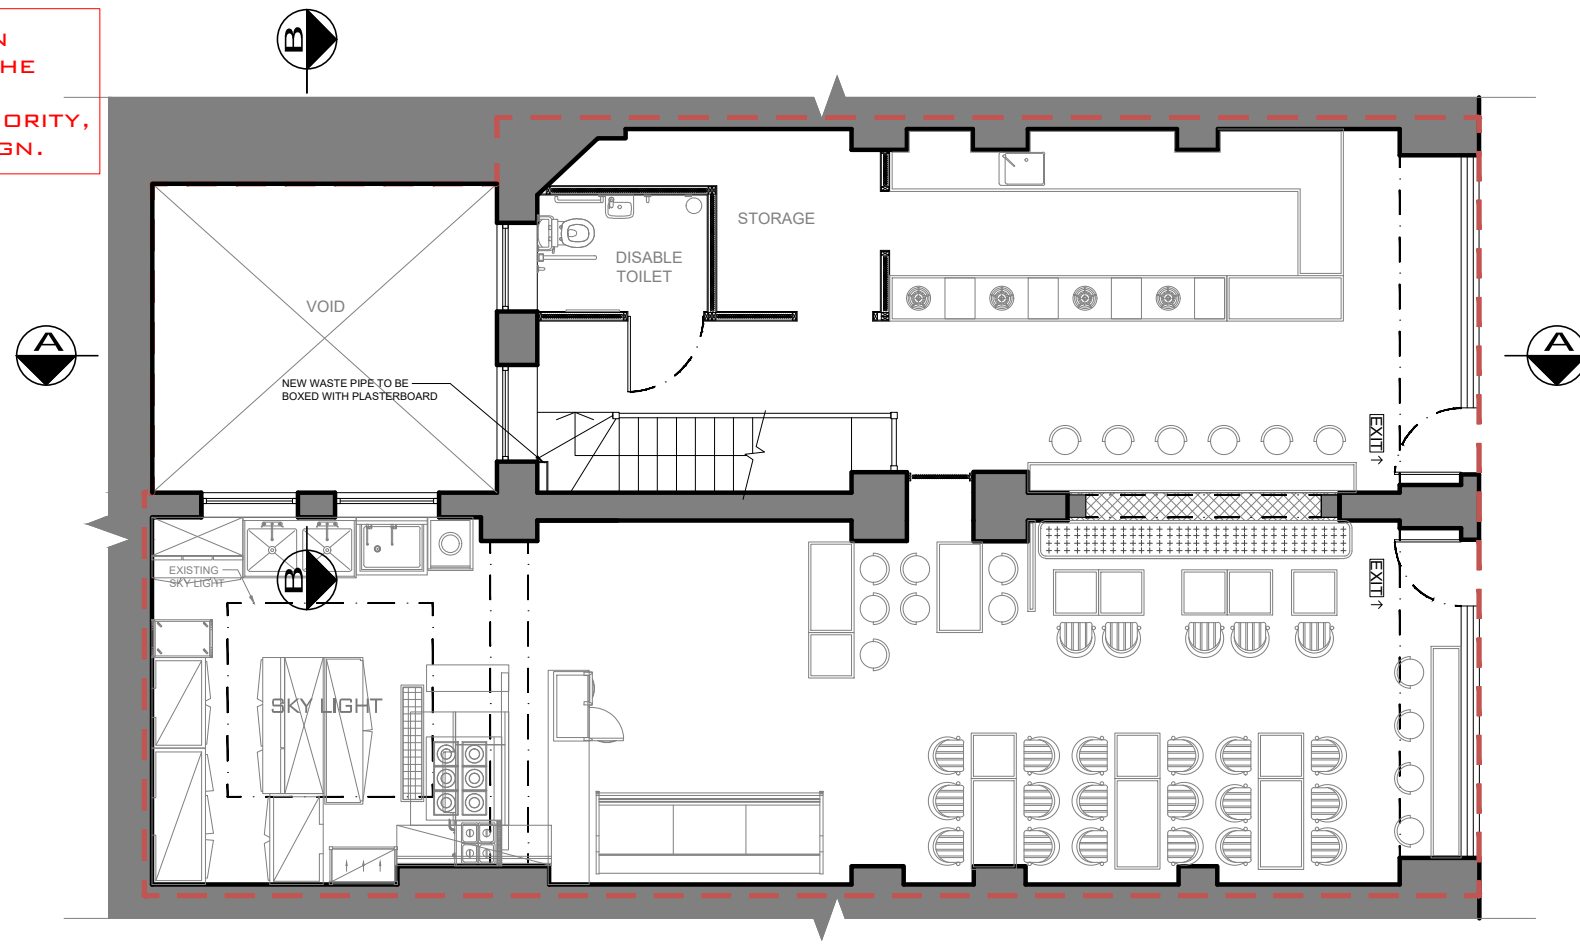 HE
ORITY,
GN.
B
STORAGE
DISABLE
TOILET
VOID
A
A
NEW WASTE PIPE TO BE
BOXED WITH PLASTERBOARD
EXIT
EXISTING
SKY LIGHT
B
EXIT
SKY LIGHT